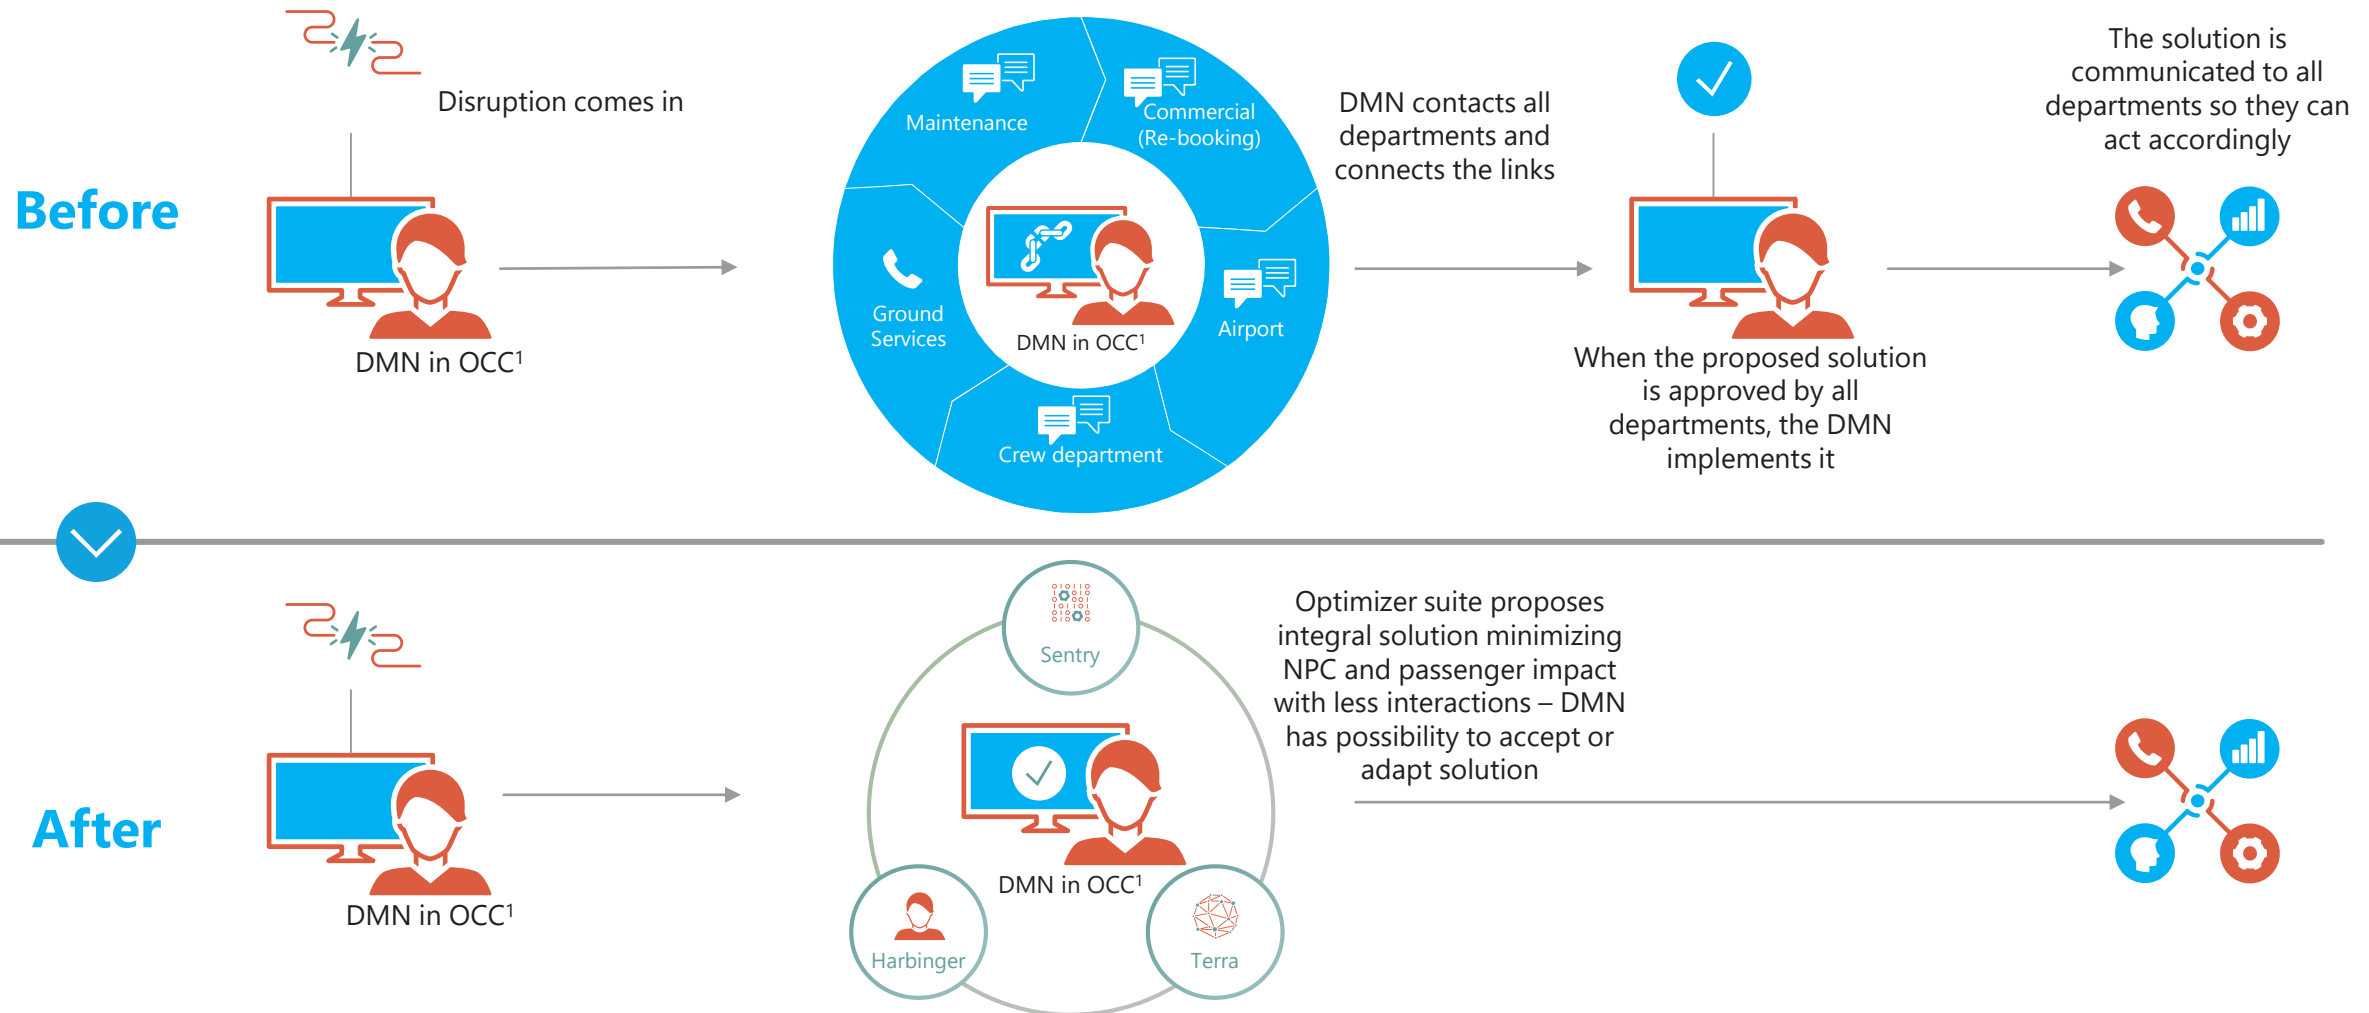 Before
Disruption comes in
DMN in OCC¹
Maintenance
Commercial
(Re-booking)
Ground
Services
Airport
Crew department
DMN in OCC¹
DMN contacts all
departments and
connects the links
When the proposed solution
is approved by all
departments, the DMN
implements it
The solution is
communicated to all
departments so they can
act accordingly
After
DMN in OCC¹
Sentry
DMN in OCC¹
Harbinger
Terra
Optimizer suite proposes
integral solution minimizing
NPC and passenger impact
with less interactions – DMN
has possibility to accept or
adapt solution